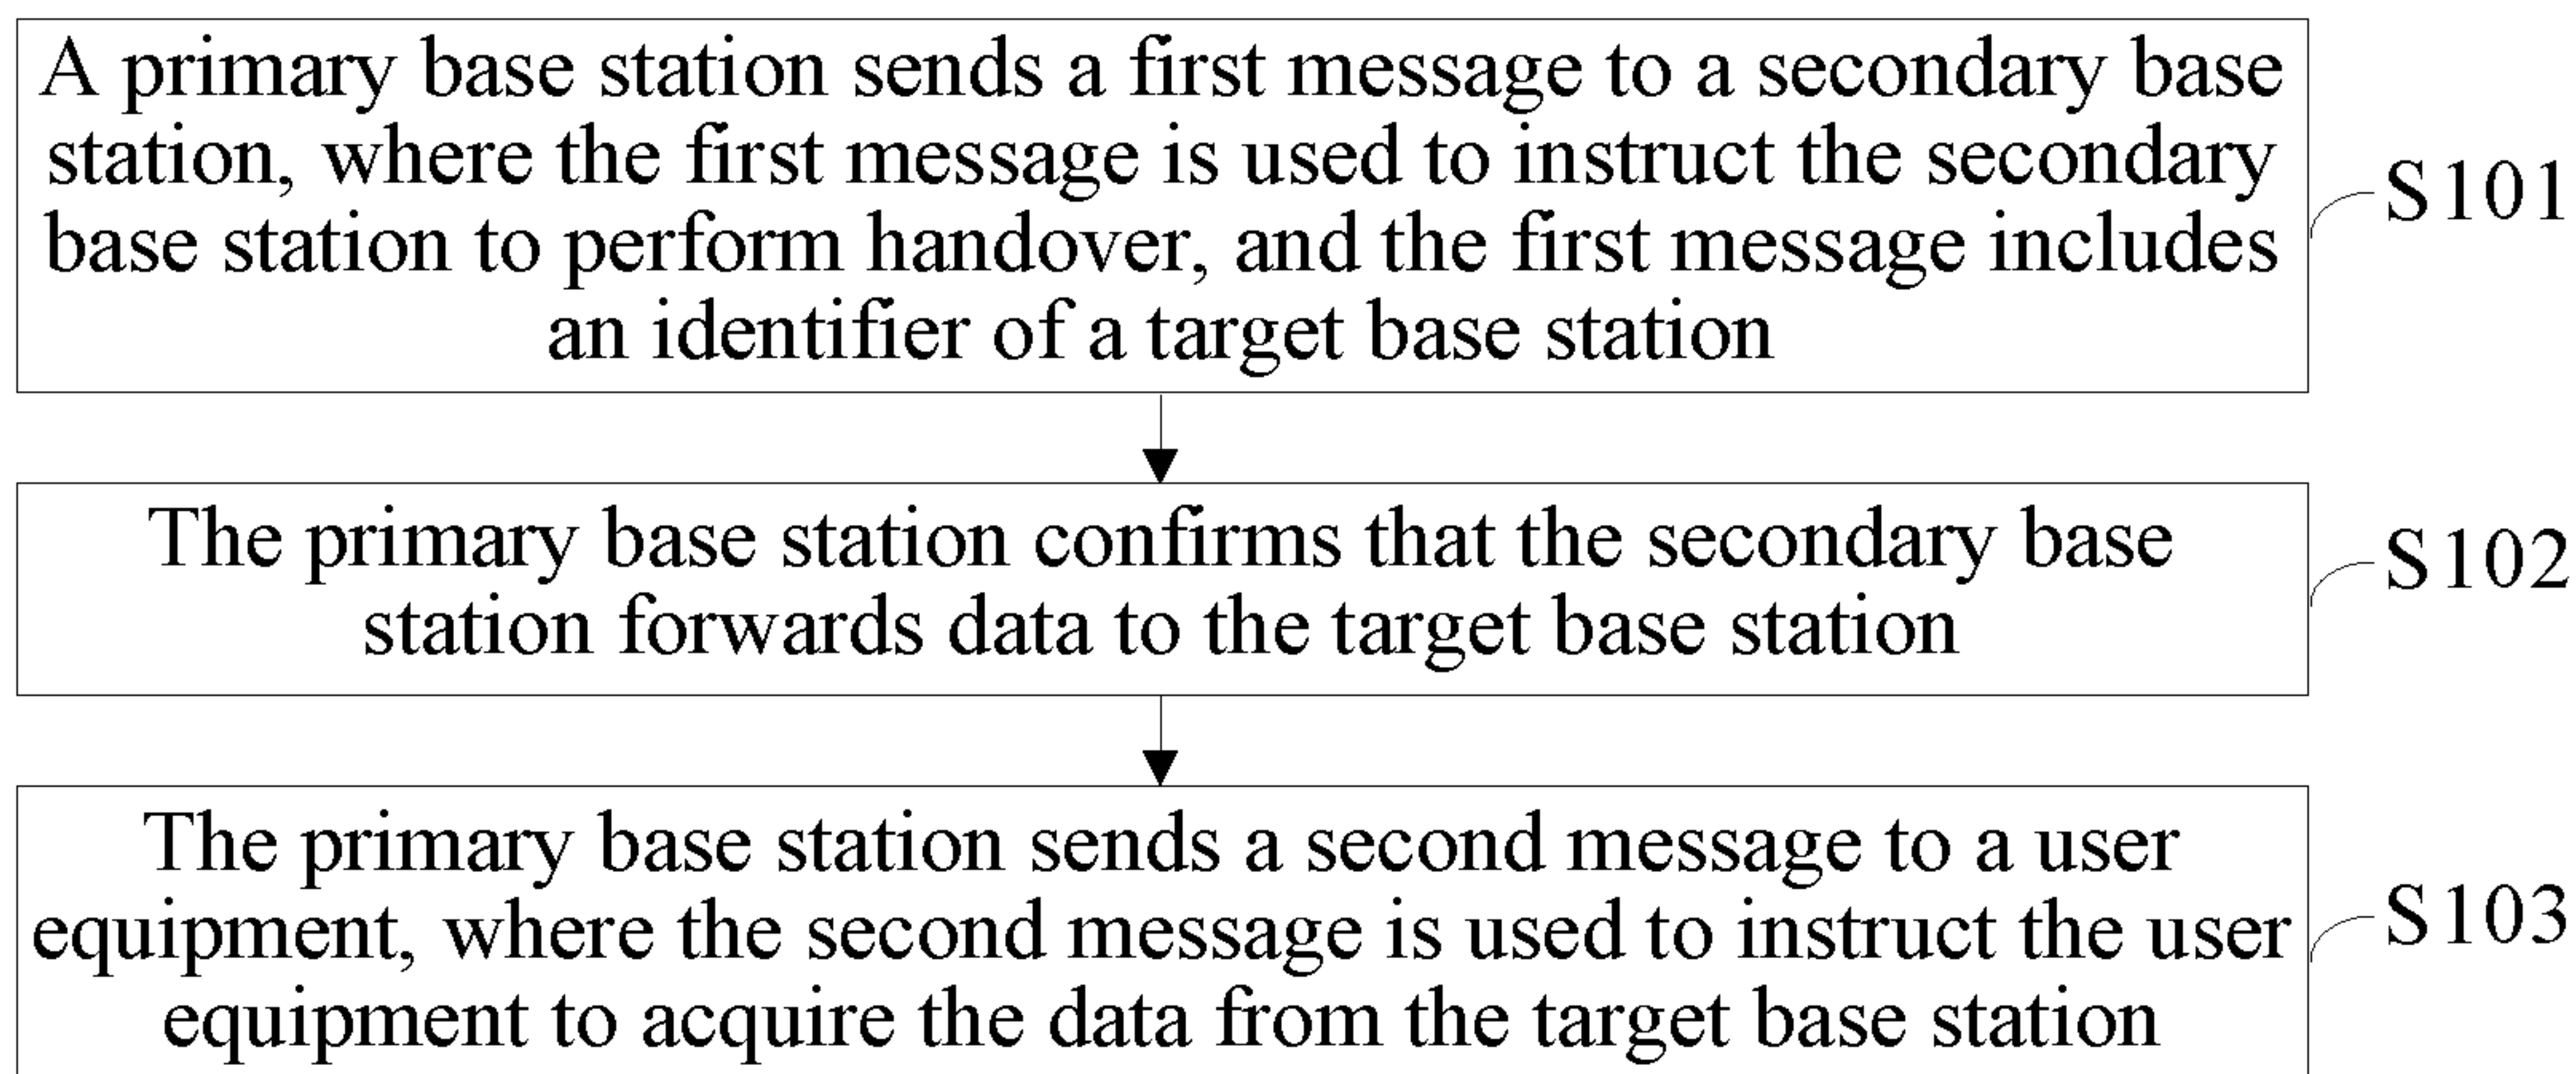 A primary base station sends a first message to a secondary base
station, where the first message is used to instruct the secondary
base station to perform handover, and the first message includes
an identifier of a target base station
S101
The primary base station confirms that the secondary base
station forwards data to the target base station
S102
The primary base station sends a second message to a user
equipment, where the second message is used to instruct the user
equipment to acquire the data from the target base station
S103